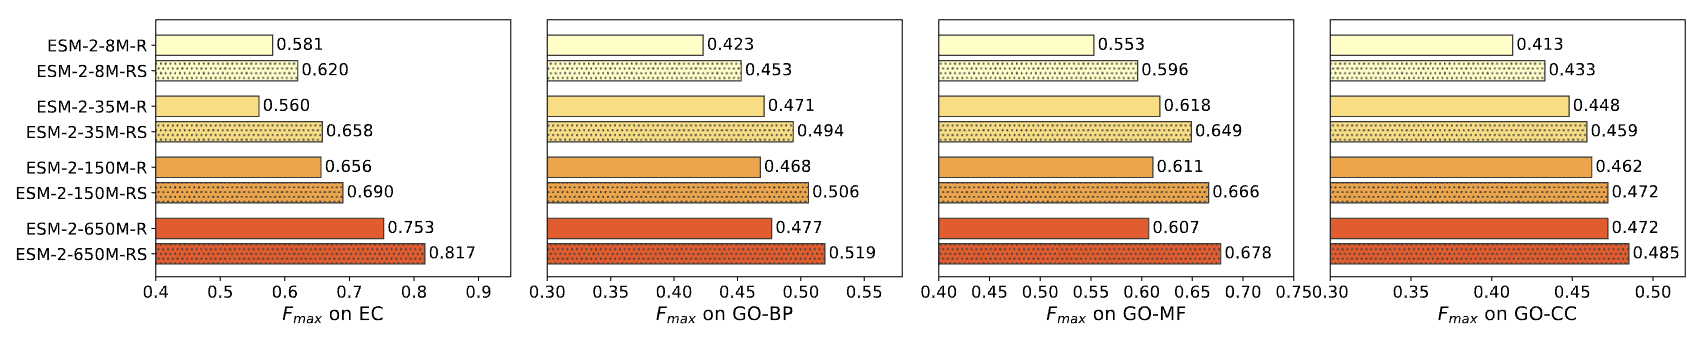 ESM-2-8M-R
ESM-2-8M-RS
ESM-2-35M-R
ESM-2-35M-RS
ESM-2-150M-R
ESM-2-150M-RS
ESM-2-650M-R
ESM-2-650M-RS
0.581
0.620
0.560
0.658
0.656
0.690
0.753
0.817
0.4 0.5 0.6 0.7 0.8 0.9
Fmax on EC
0.423
0.453
0.471
0.494
0.468
0.506
0.477
0.519
0.30 0.35 0.40 0.45 0.50 0.55
Fmax on GO-BP
0.553
0.596
0.618
0.649
0.611
0.666
0.607
0.678
0.40 0.45 0.50 0.55 0.60 0.65 0.70 0.75
Fmax on GO-MF
0.413
0.433
0.448
0.459
0.462
0.472
0.472
0.485
0.30 0.35 0.40 0.45 0.50
Fmax on GO-CC